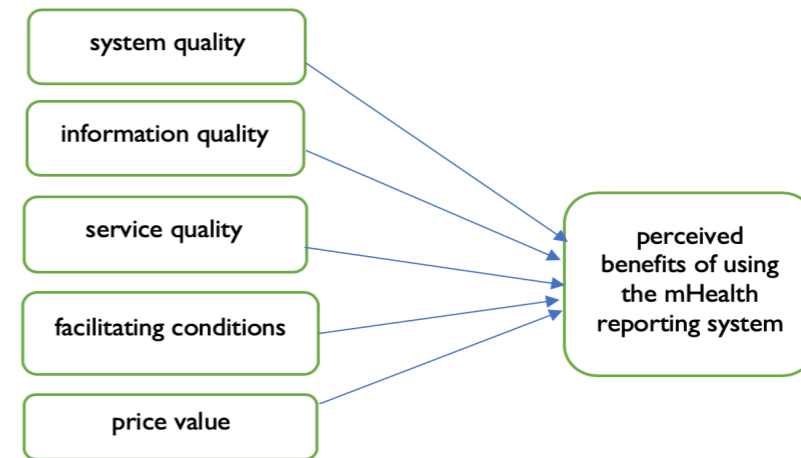 system quality
information quality
service quality
facilitating conditions
price value
perceived
benefits of using
the mHealth
reporting system